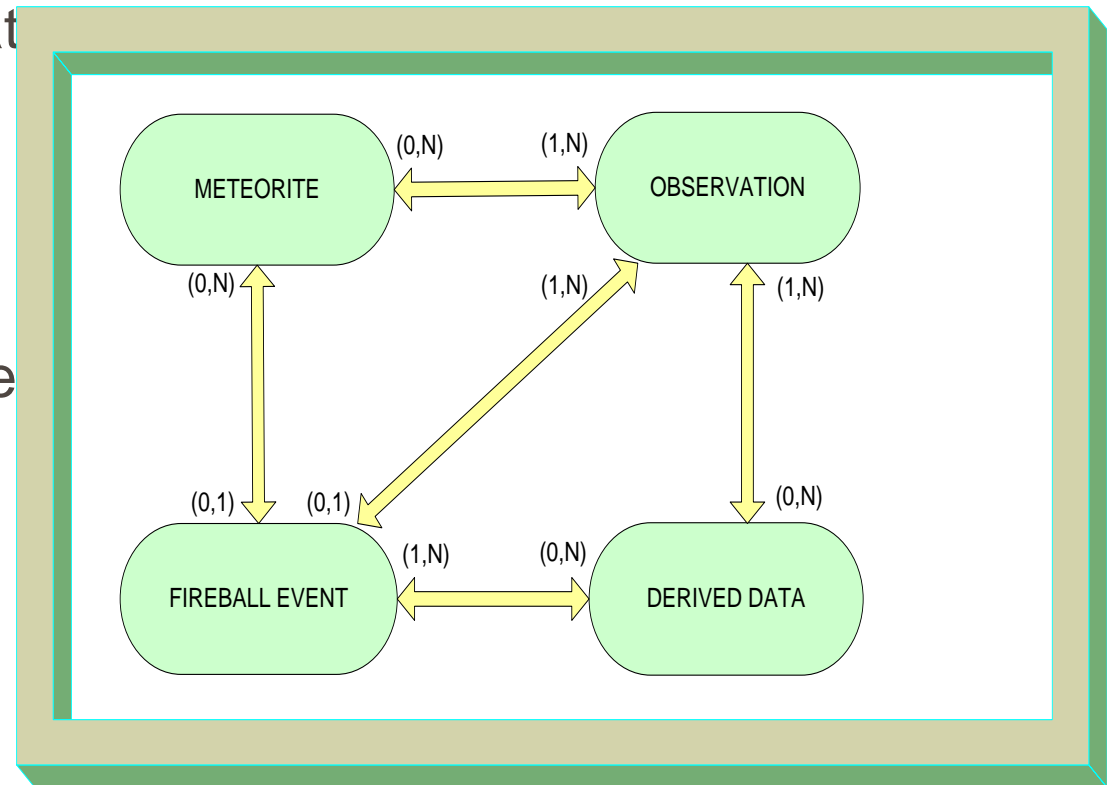 (0,N) (1,N)
METEORITE OBSERVATION
(0,N) (1,N) (1,N)
(0,1) (0,1) (0,N)
(1,N) (0,N)
FIREBALL EVENT DERIVED DATA